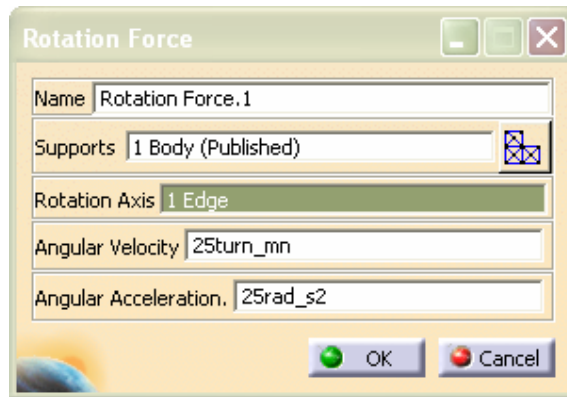 Rotation Force
Name Rotation Force.1
Supports 1 Body (Published)
Rotation Axis 1 Edge
Angular Velocity 25turn_mn
Angular Acceleration. 25rad_s2
OK Cancel